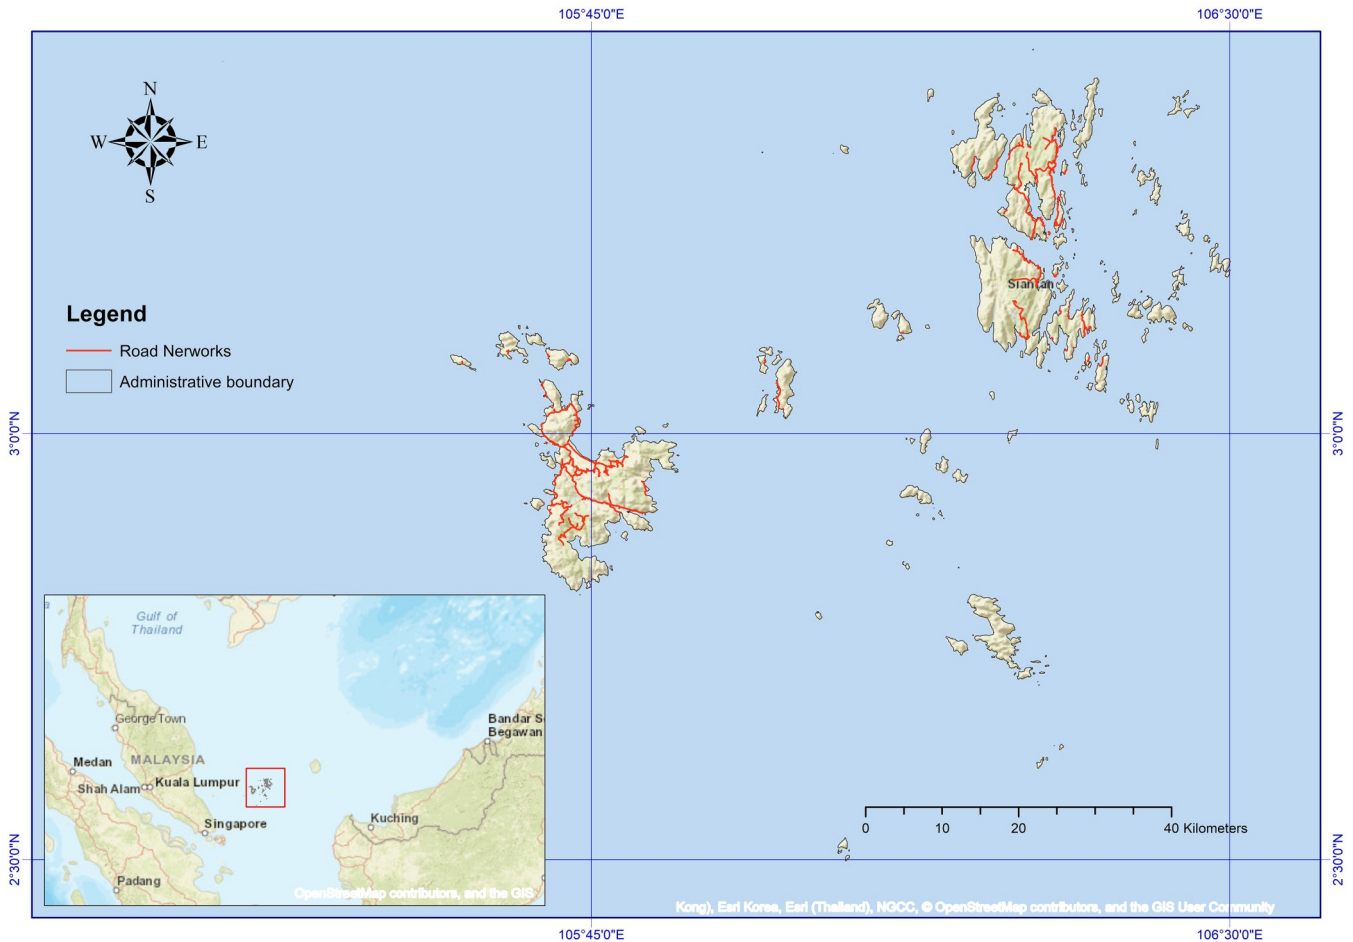 105°45'0"E 106°30'0"E
N
W E
S
Siantan
Legend
Road Nerworks
Administrative boundary
3°0'0"N 3°0'0"N
Gulf of
Thailand
George Town
Bandar S
Begawan
MALAYSIA
Medan
Shah Alam Kuala Lumpur
Kuching
Singapore
Padang
OpenStreetMap contributors, and the GIS
0 10 20 40 Kilometers
2°30'0"N 2°30'0"N
Kong), Esri Korea, Esri (Thailand), NGCC, © OpenStreetMap contributors, and the GIS User Community
105°45'0"E 106°30'0"E